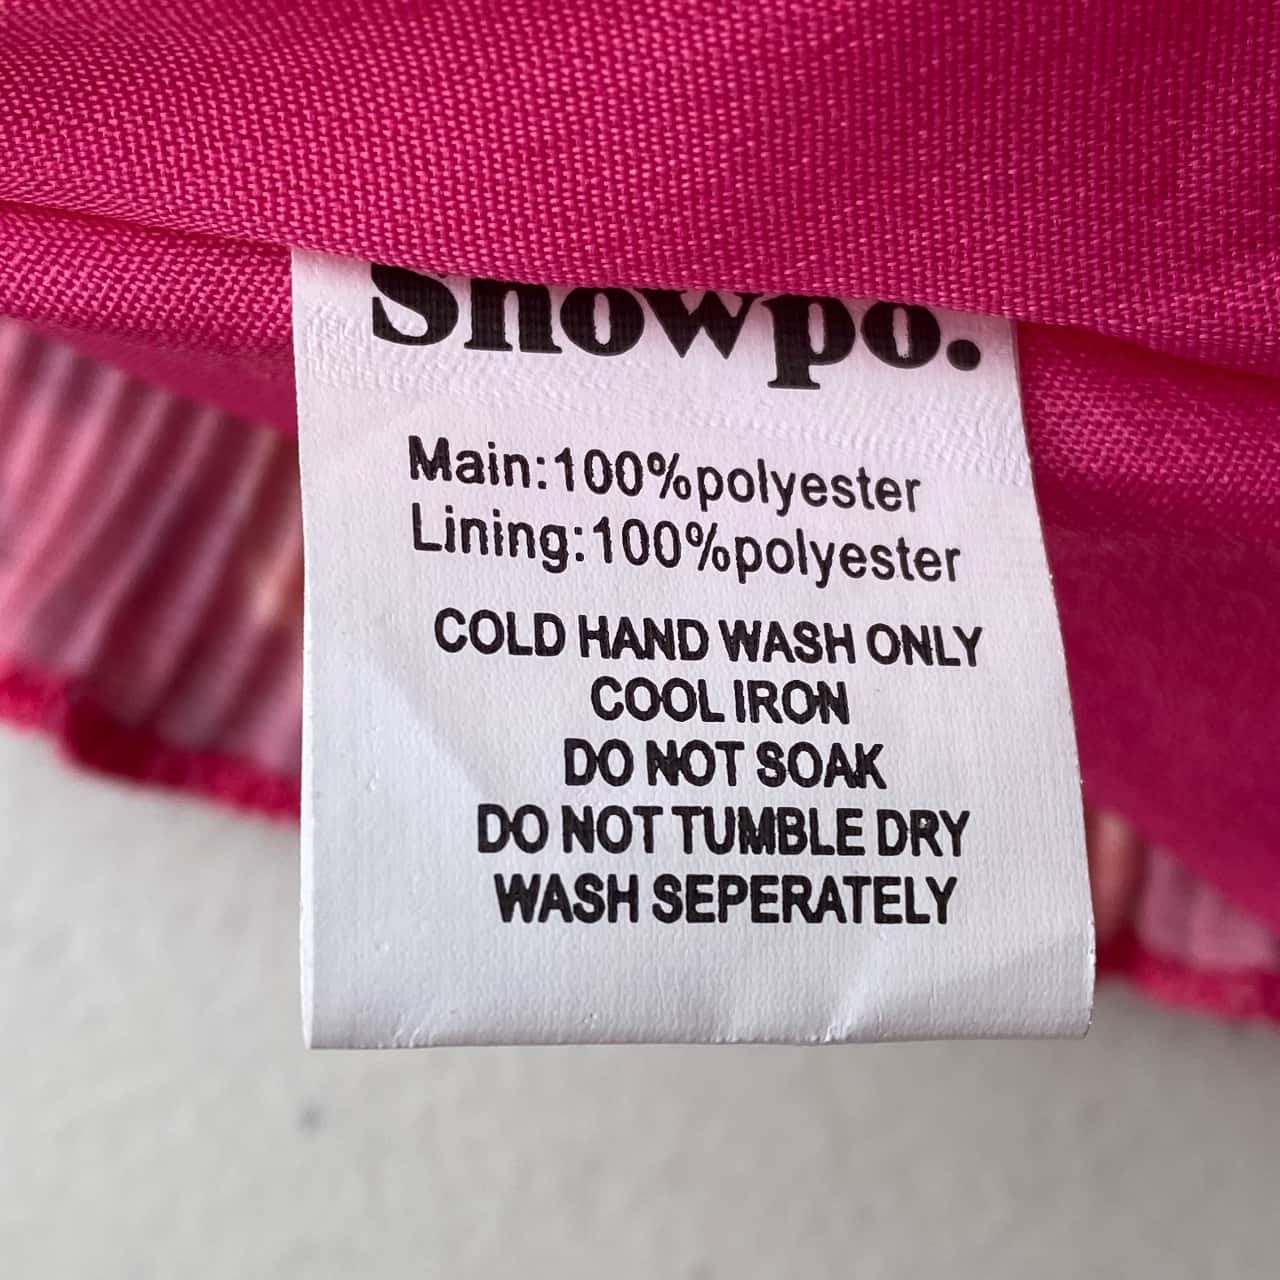 Showpo.
Main:100%polyester
Lining:100%polyester
COLD HAND WASH ONLY
COOL IRON
DO NOT SOAK
DO NOT TUMBLE DRY
WASH SEPERATELY